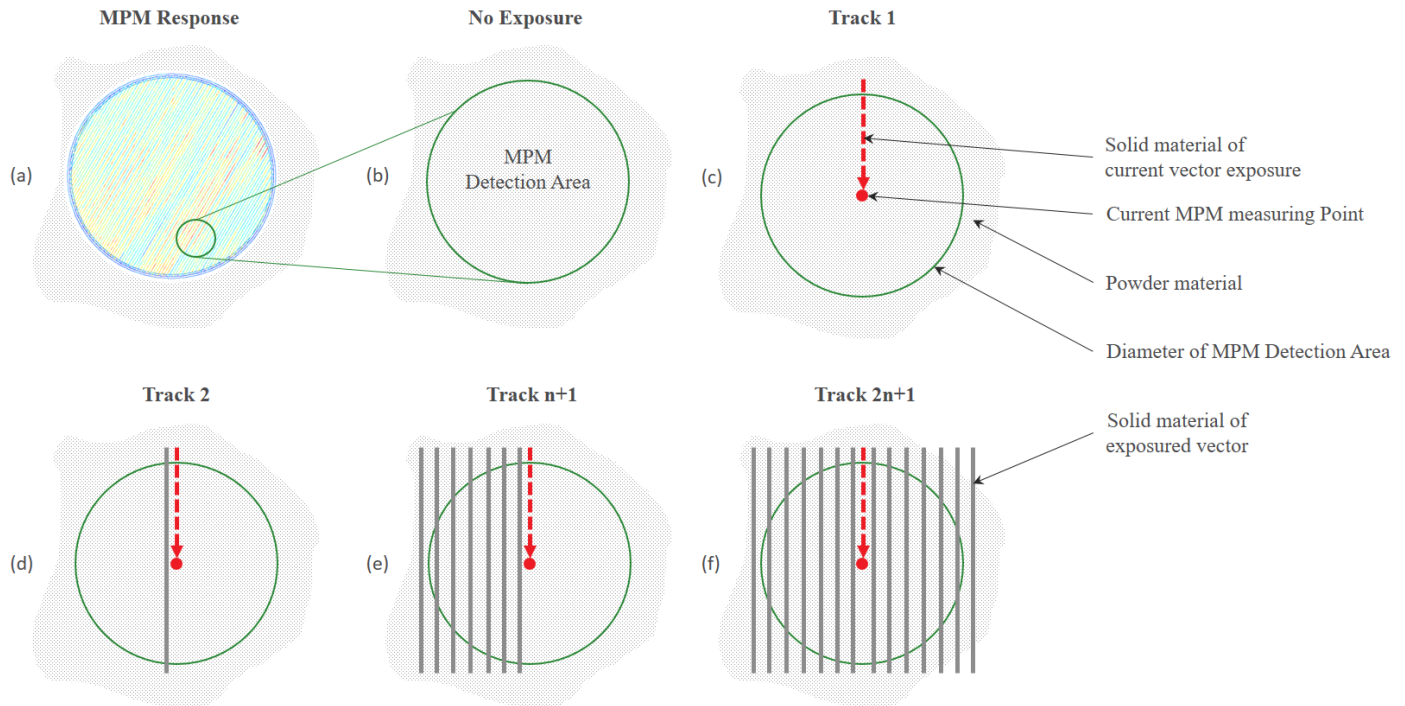 MPM Response
No Exposure
Track 1
(a)
(b)
MPM
Detection Area
(c)
Solid material of
current vector exposure
Current MPM measuring Point
Powder material
Diameter of MPM Detection Area
Track 2
Track n+1
Track 2n+1
Solid material of
exposured vector
(d)
(e)
(f)